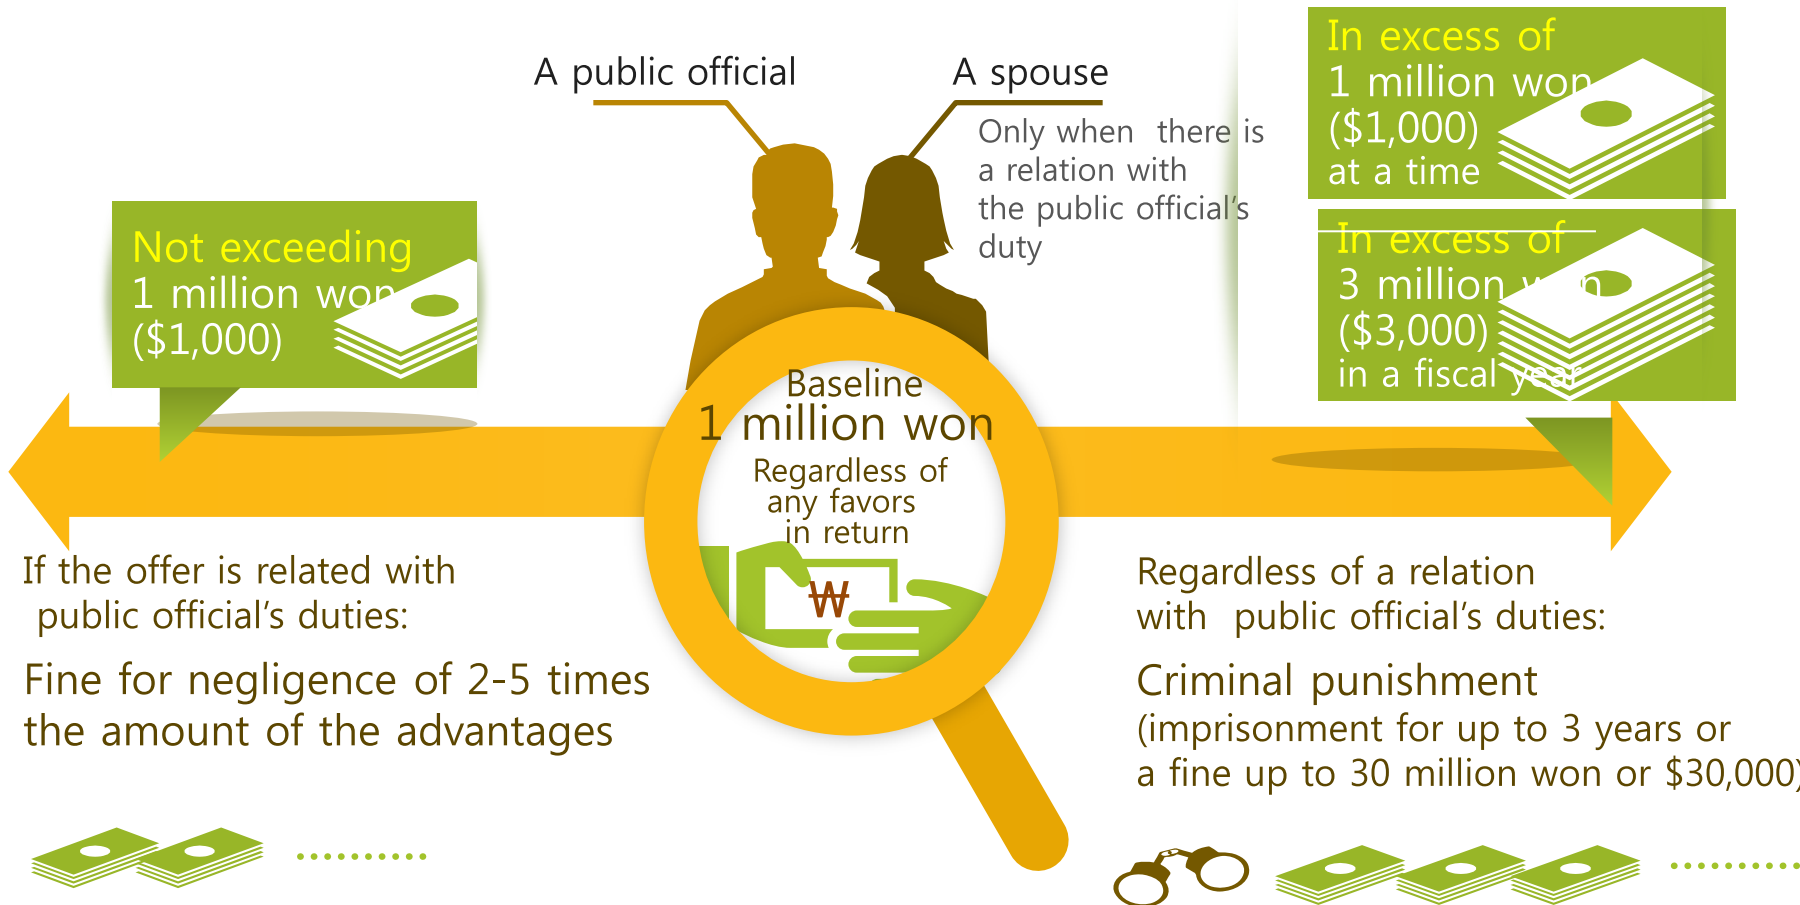 A public official
A spouse
Only when there is
a relation with
the public official's
duty
Not exceeding
1 million won
($1,000)
In excess of
1 million won
($1,000)
at a time
In excess of
3 million won
($3,000)
in a fiscal year
Baseline
1 million won
Regardless of
any favors
in return
₩
If the offer is related with
public official's duties:
Fine for negligence of 2-5 times
the amount of the advantages
Regardless of a relation
with public official's duties:
Criminal punishment
(imprisonment for up to 3 years or
a fine up to 30 million won or $30,000)